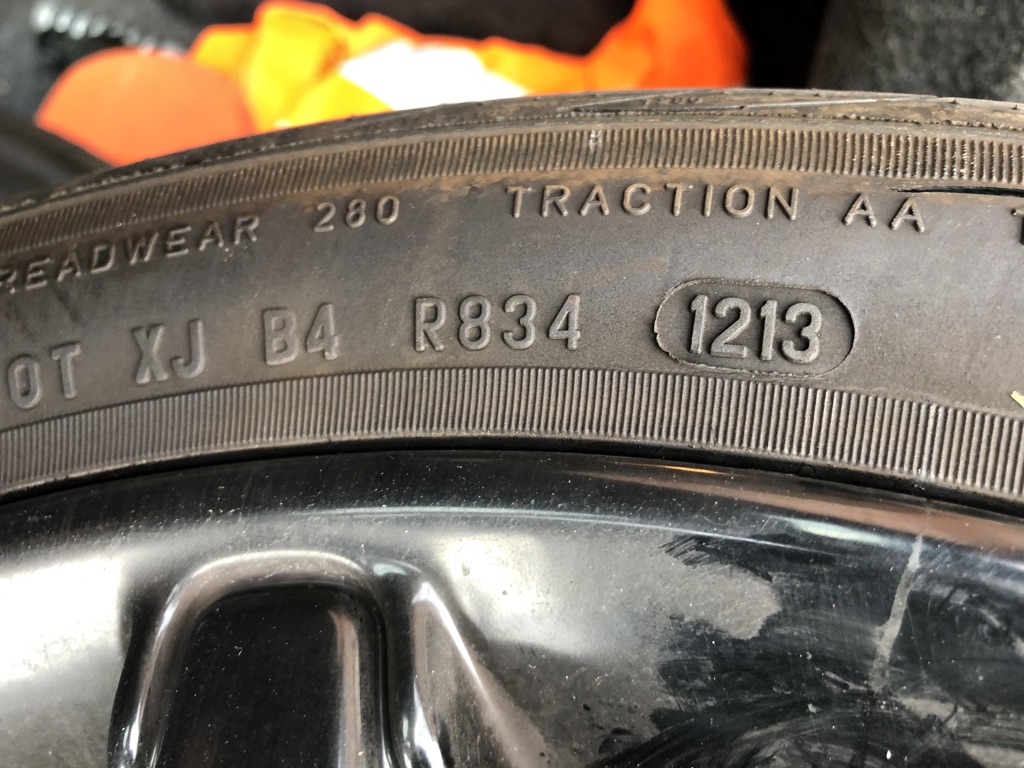 READWEAR 280 TRACTION AA
OT XJ B4 R834 1213